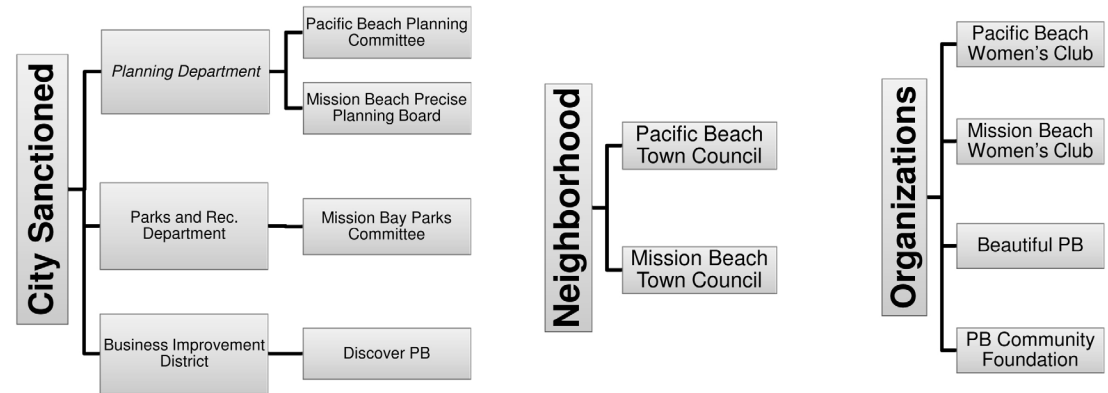 City Sanctioned
Planning Department
Pacific Beach Planning
Committee
Mission Beach Precise
Planning Board
Parks and Rec.
Department
Mission Bay Parks
Committee
Business Improvement
District
Discover PB
Neighborhood
Pacific Beach
Town Council
Mission Beach
Town Council
Organizations
Pacific Beach
Women’s Club
Mission Beach
Women’s Club
Beautiful PB
PB Community
Foundation